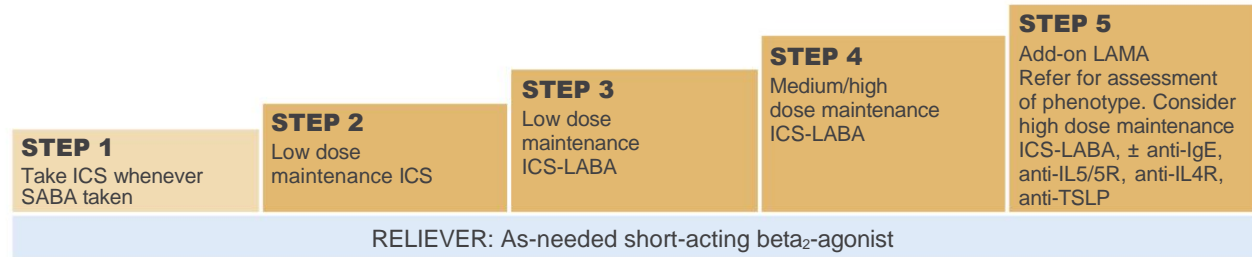 STEP 1
Take ICS whenever
SABA taken
STEP 2
Low dose
maintenance ICS
STEP 3
Low dose
maintenance
ICS-LABA
STEP 4
Medium/high
dose maintenance
ICS-LABA
STEP 5
Add-on LAMA
Refer for assessment
of phenotype. Consider
high dose maintenance
ICS-LABA, ± anti-IgE,
anti-IL5/5R, anti-IL4R,
anti-TSLP
RELIEVER: As-needed short-acting beta₂-agonist